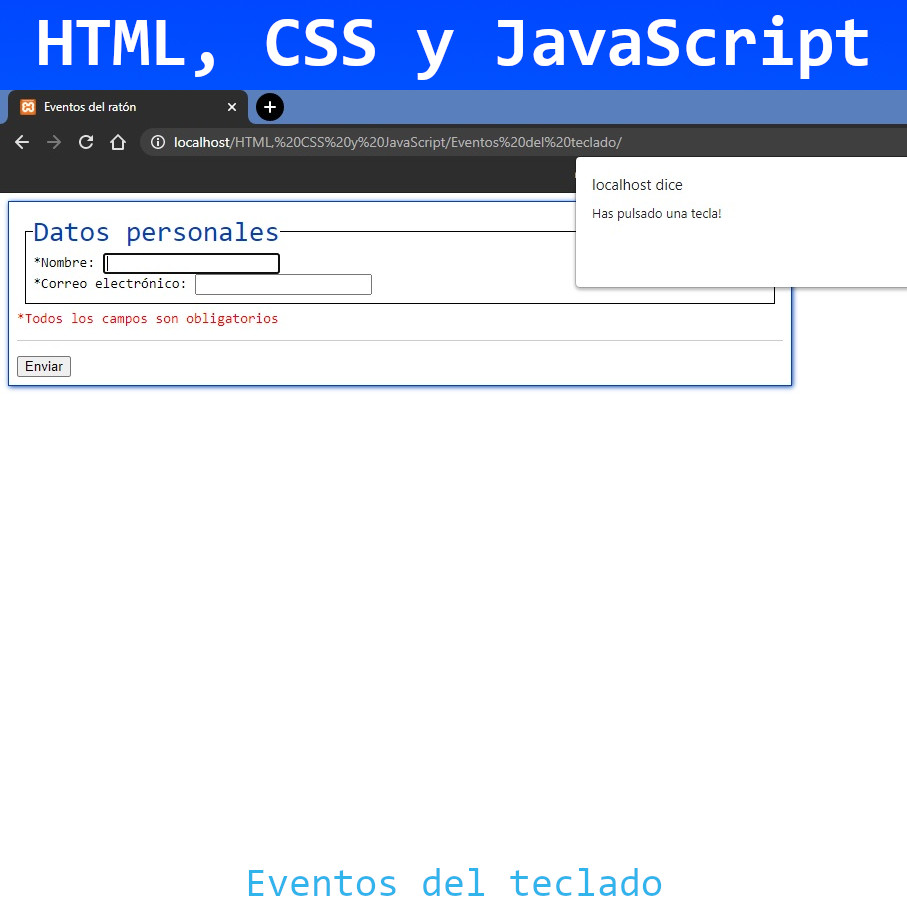 HTML, CSS y JavaScript
Eventos del ratón
localhost/HTML,%20CSS%20y%20JavaScript/Eventos%20del%20teclado/
localhost dice
Has pulsado una tecla!
Datos personales
*Nombre:
*Correo electrónico:
*Todos los campos son obligatorios
Enviar
Eventos del teclado